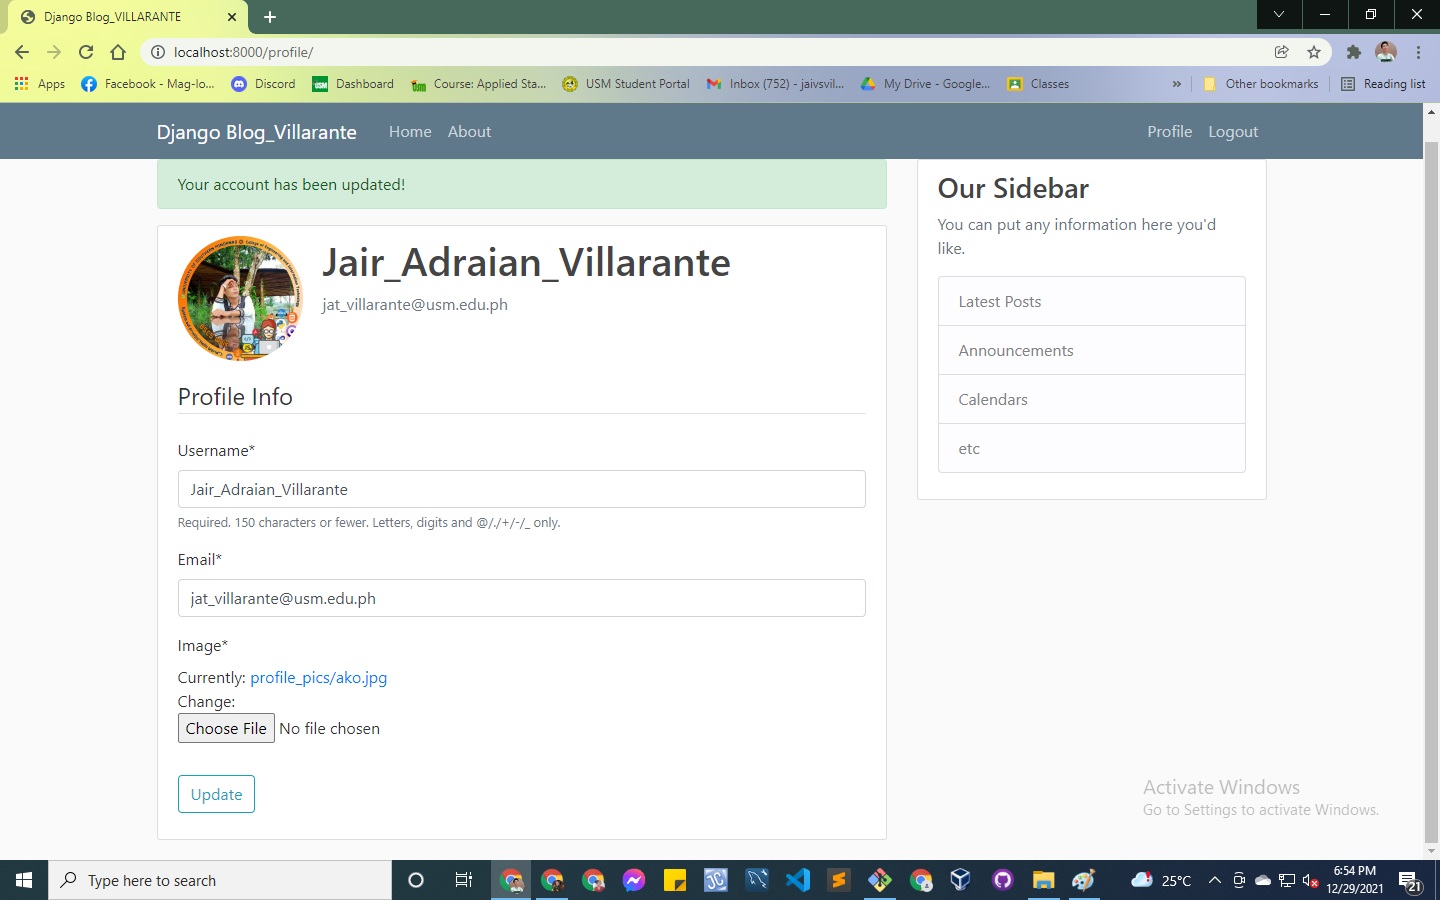 Django Blog_VILLARANTE
localhost:8000/profile/
Apps
Facebook - Mag-lo...
Discord
USM
Dashboard
Course: Applied Sta...
USM Student Portal
Inbox (752) - jaivsvil...
My Drive - Google...
Classes
»
Other bookmarks
Reading list
Django Blog_Villarante
Home
About
Profile
Logout
Your account has been updated!
Jair_Adraian_Villarante
jat_villarante@usm.edu.ph
Profile Info
Username*
Jair_Adraian_Villarante
Required. 150 characters or fewer. Letters, digits and @/./+/-/_ only.
Email*
jat_villarante@usm.edu.ph
Image*
Currently: profile_pics/ako.jpg
Change:
Choose File No file chosen
Update
Our Sidebar
You can put any information here you'd
like.
Latest Posts
Announcements
Calendars
etc
Activate Windows
Go to Settings to activate Windows.
Type here to search
25°C
6:54 PM
12/29/2021
21